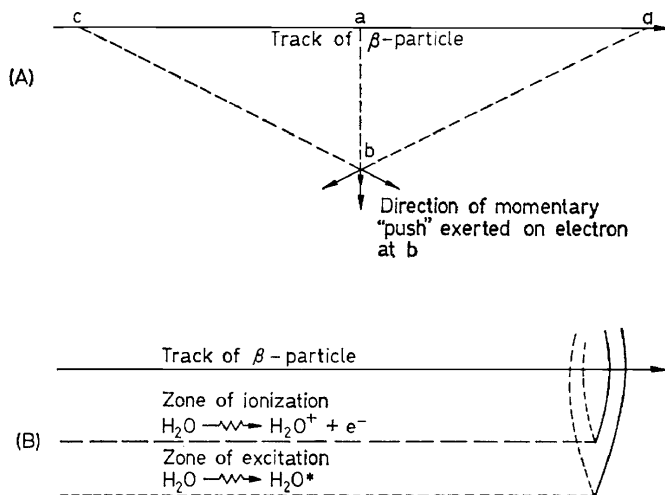 c a d
Track of β-particle
(A)
b
Direction of momentary
"push" exerted on electron
at b
Track of β-particle
Zone of ionization
H₂O → H₂O⁺ + e⁻
(B)
Zone of excitation
H₂O → H₂O*